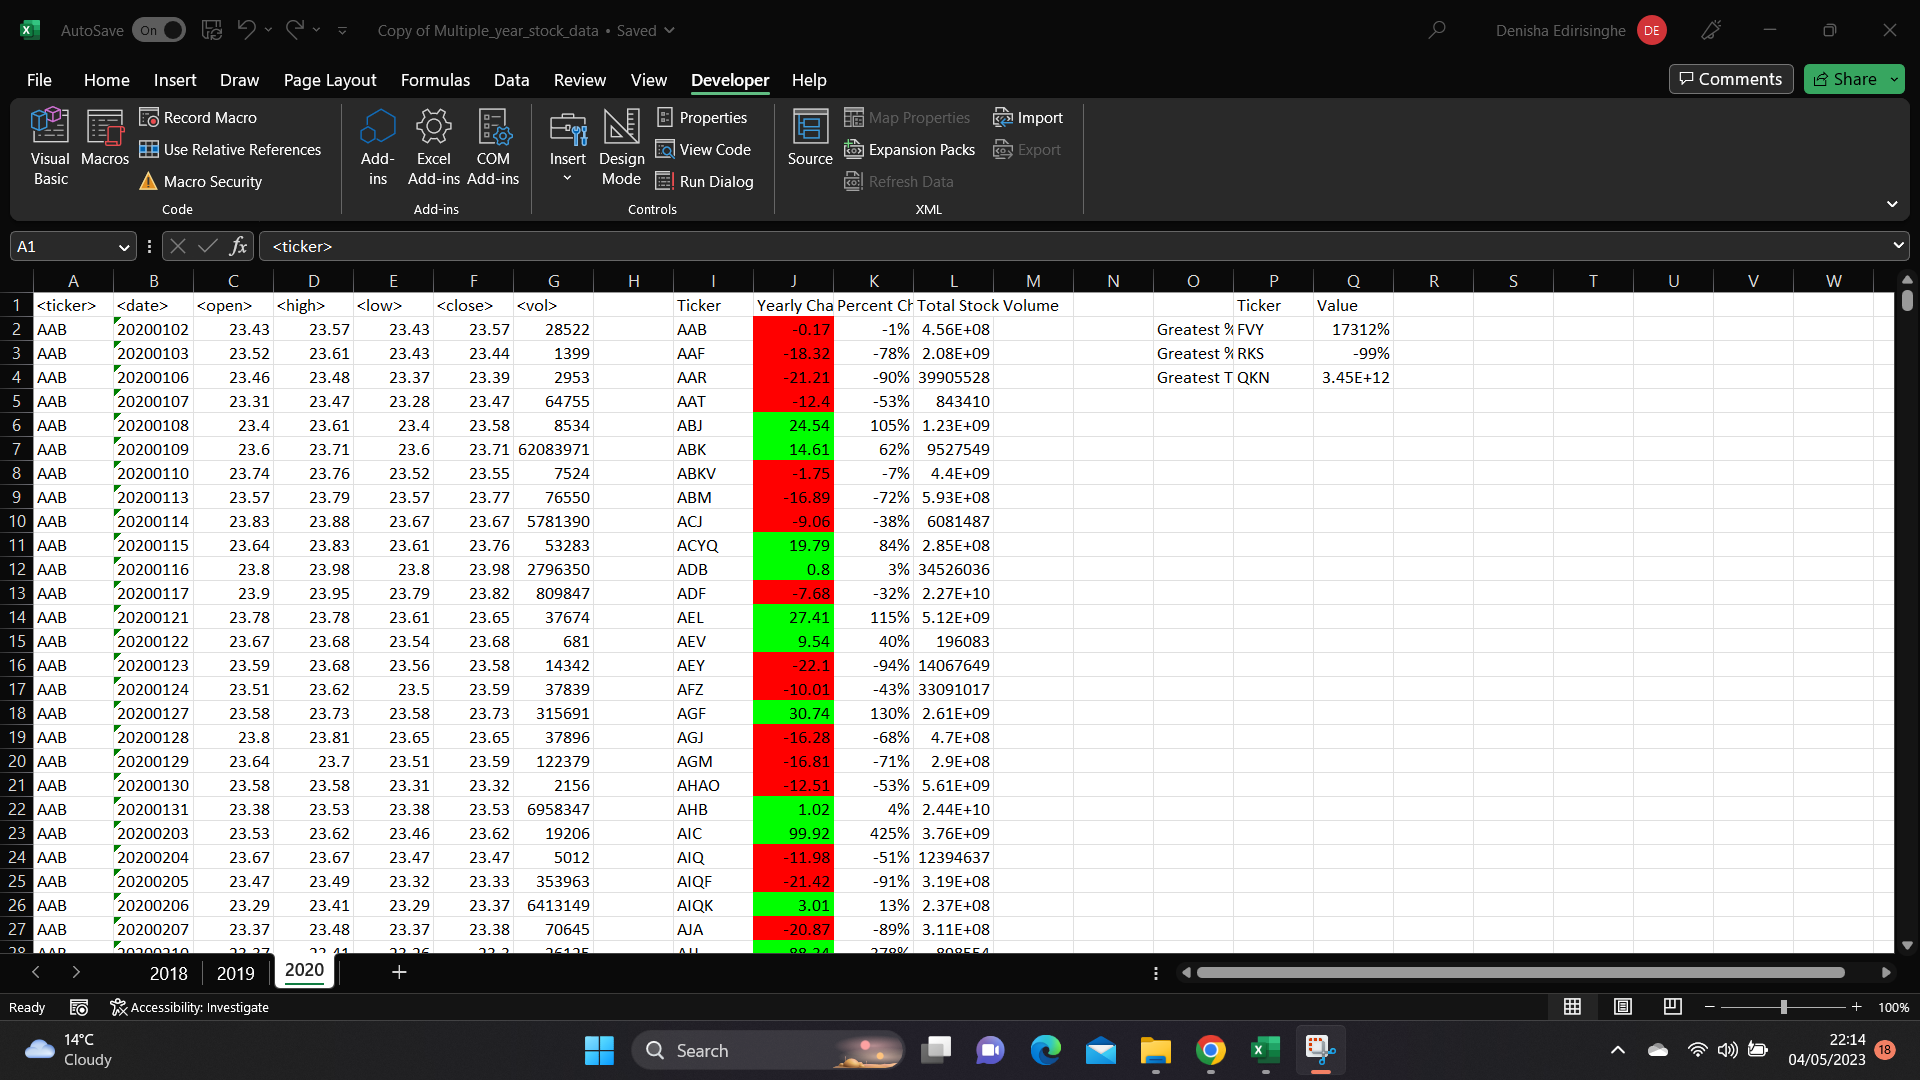 AutoSave On Copy of Multiple_year_stock_data • Saved Denisha Edirisinghe DE
File Home Insert Draw Page Layout Formulas Data Review View Developer Help Comments Share
Visual Basic Macros Record Macro Use Relative References Macro Security Code
Add-ins Excel Add-ins COM Add-ins Add-ins
Insert Design Mode Properties View Code Run Dialog Controls
Source Map Properties Expansion Packs Refresh Data Import Export XML
A1 fx <ticker>
A B C D E F G H I J K L M N O P Q R S T U V W
1 <ticker> <date> <open> <high> <low> <close> <vol> Ticker Yearly Cha Percent Ch Total Stock Volume Ticker Value
2 AAB 20200102 23.43 23.57 23.43 23.57 28522 AAB -0.17 -1% 4.56E+08 Greatest % FVY 17312%
3 AAB 20200103 23.52 23.61 23.43 23.44 1399 AAF -18.32 -78% 2.08E+09 Greatest % RKS -99%
4 AAB 20200106 23.46 23.48 23.37 23.39 2953 AAR -21.21 -90% 39905528 Greatest T QKN 3.45E+12
5 AAB 20200107 23.31 23.47 23.28 23.47 64755 AAT -12.4 -53% 843410
6 AAB 20200108 23.4 23.61 23.4 23.58 8534 ABJ 24.54 105% 1.23E+09
7 AAB 20200109 23.6 23.71 23.6 23.71 62083971 ABK 14.61 62% 9527549
8 AAB 20200110 23.74 23.76 23.52 23.55 7524 ABKV -1.75 -7% 4.4E+09
9 AAB 20200113 23.57 23.79 23.57 23.77 76550 ABM -16.89 -72% 5.93E+08
10 AAB 20200114 23.83 23.88 23.67 23.67 5781390 ACJ -9.06 -38% 6081487
11 AAB 20200115 23.64 23.83 23.61 23.76 53283 ACYQ 19.79 84% 2.85E+08
12 AAB 20200116 23.8 23.98 23.8 23.98 2796350 ADB 0.8 3% 34526036
13 AAB 20200117 23.9 23.95 23.79 23.82 809847 ADF -7.68 -32% 2.27E+10
14 AAB 20200121 23.78 23.78 23.61 23.65 37674 AEL 27.41 115% 5.12E+09
15 AAB 20200122 23.67 23.68 23.54 23.68 681 AEV 9.54 40% 196083
16 AAB 20200123 23.59 23.68 23.56 23.58 14342 AEY -22.1 -94% 14067649
17 AAB 20200124 23.51 23.62 23.5 23.59 37839 AFZ -10.01 -43% 33091017
18 AAB 20200127 23.58 23.73 23.58 23.73 315691 AGF 30.74 130% 2.61E+09
19 AAB 20200128 23.8 23.81 23.65 23.65 37896 AGJ -16.28 -68% 4.7E+08
20 AAB 20200129 23.64 23.7 23.51 23.59 122379 AGM -16.81 -71% 2.9E+08
21 AAB 20200130 23.58 23.58 23.31 23.32 2156 AHAO -12.51 -53% 5.61E+09
22 AAB 20200131 23.38 23.53 23.38 23.53 6958347 AHB 1.02 4% 2.44E+10
23 AAB 20200203 23.53 23.62 23.46 23.62 19206 AIC 99.92 425% 3.76E+09
24 AAB 20200204 23.67 23.67 23.47 23.47 5012 AIQ -11.98 -51% 12394637
25 AAB 20200205 23.47 23.49 23.32 23.33 353963 AIQF -21.42 -91% 3.19E+08
26 AAB 20200206 23.29 23.41 23.29 23.37 6413149 AIQK 3.01 13% 2.37E+08
27 AAB 20200207 23.37 23.48 23.37 23.38 70645 AJA -20.87 -89% 3.11E+08
28 AAB 20200210
2018 2019 2020
Ready Accessibility: Investigate 100%
14°C Cloudy Search 22:14 04/05/2023 18